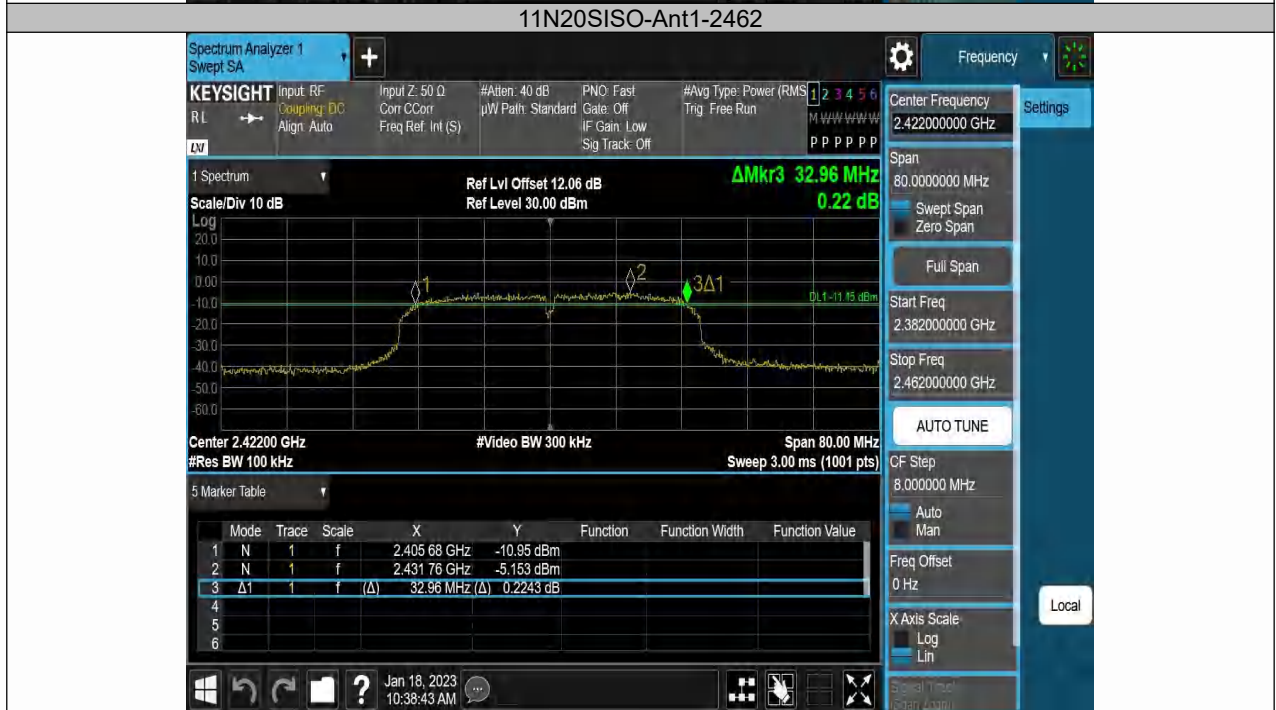 11N20SISO-Ant1-2462
Spectrum Analyzer 1
Swept SA
+
Frequency
KEYSIGHT
RL
LXI
Input: RF
Coupling: DC
Align: Auto
Input Z: 50 Ω
Corr CCorr
Freq Ref: Int (S)
#Atten: 40 dB
µW Path: Standard
PNO: Fast
Gate: Off
IF Gain: Low
Sig Track: Off
#Avg Type: Power (RMS
Trig: Free Run
1 2 3 4 5 6
M W W W W W
P P P P P P
Center Frequency
2.422000000 GHz
Settings
1 Spectrum
Scale/Div 10 dB
Ref Lvl Offset 12.06 dB
Ref Level 30.00 dBm
ΔMkr3 32.96 MHz
0.22 dB
Log
20.0
10.0
0.00
-10.0
-20.0
-30.0
-40.0
-50.0
-60.0
1
2
3Δ1
DL1 -11.15 dBm
Center 2.42200 GHz
#Res BW 100 kHz
#Video BW 300 kHz
Span 80.00 MHz
Sweep 3.00 ms (1001 pts)
Span
80.0000000 MHz
Swept Span
Zero Span
Full Span
Start Freq
2.382000000 GHz
Stop Freq
2.462000000 GHz
AUTO TUNE
CF Step
8.000000 MHz
Auto
Man
Freq Offset
0 Hz
X Axis Scale
Log
Lin
Signal Track
(Span Zoom)
Local
5 Marker Table
Mode Trace Scale X Y Function Function Width Function Value
1 N 1 f 2.405 68 GHz -10.95 dBm
2 N 1 f 2.431 76 GHz -5.153 dBm
3 Δ1 1 f (Δ) 32.96 MHz (Δ) 0.2243 dB
4
5
6
?
Jan 18, 2023
10:38:43 AM